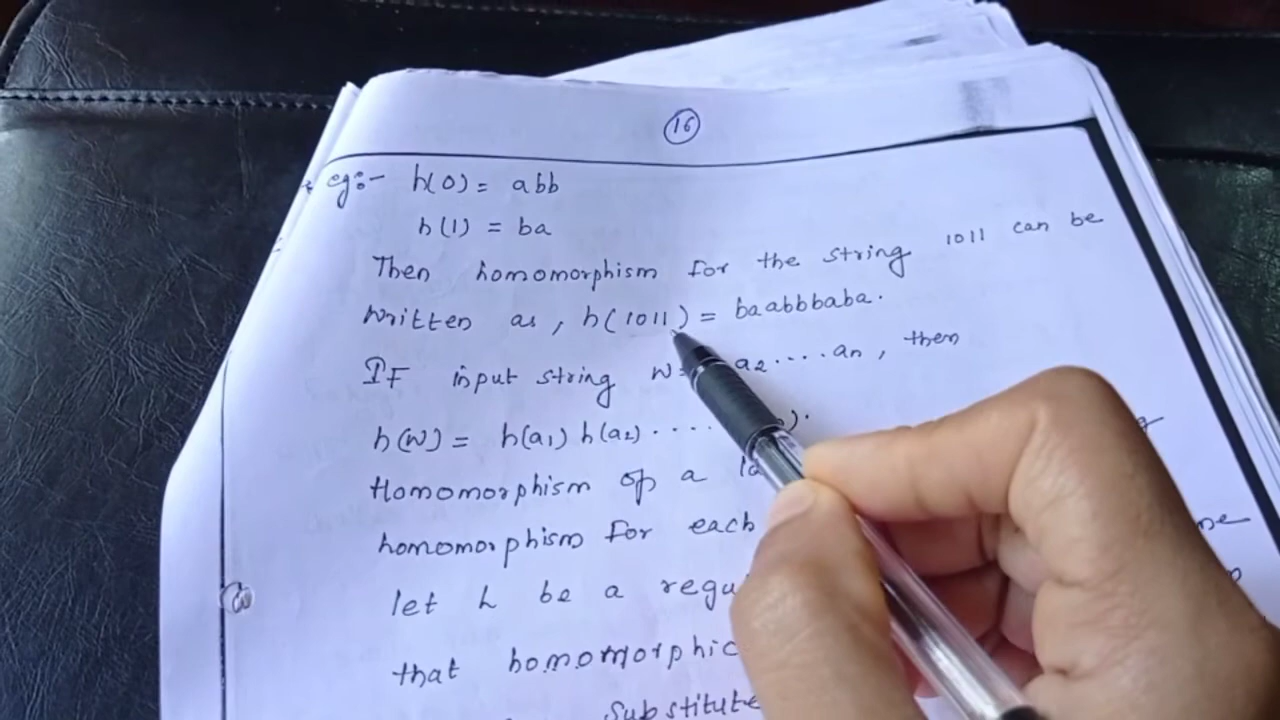 16
eg:- h(0) = abb
h(1) = ba
Then homomorphism for the string 1011 can be
written as, h(1011) = baabbbaba.
IF input string w= a2....an, then
h(w) = h(a1) h(a2)....
Homomorphism of a
homomorphism for each
let L be a
that homomorphic
Substitute